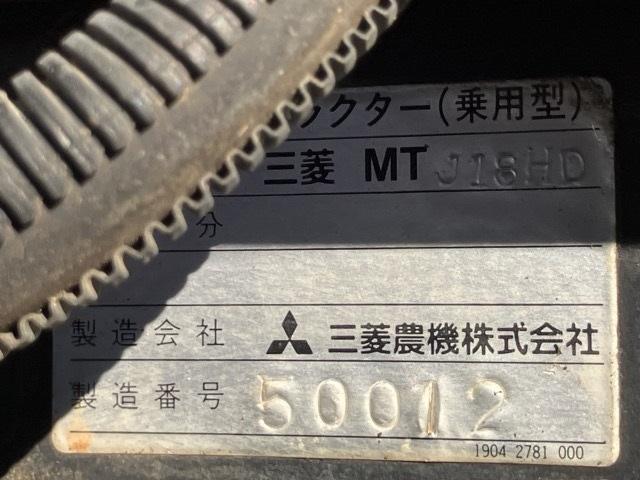 ラクター(乗用型)
三菱 MT J18HD
分
製造会社 三菱農機株式会社
製造番号 50012
1904 2781 000